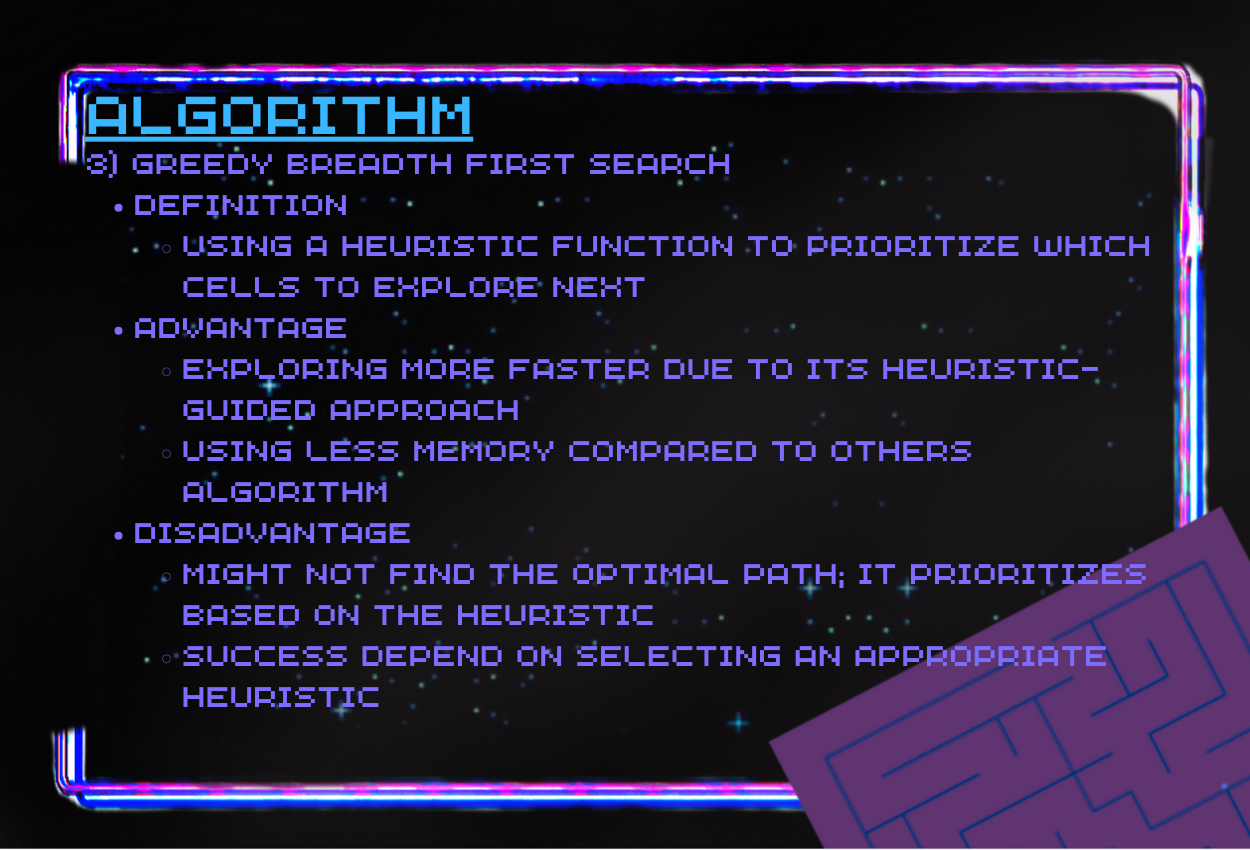 ALGORITHM
3) GREEDY BREADTH FIRST SEARCH
• DEFINITION
◦ USING A HEURISTIC FUNCTION TO PRIORITIZE WHICH
CELLS TO EXPLORE NEXT
• ADVANTAGE
◦ EXPLORING MORE FASTER DUE TO ITS HEURISTIC-
GUIDED APPROACH
◦ USING LESS MEMORY COMPARED TO OTHERS
ALGORITHM
• DISADVANTAGE
◦ MIGHT NOT FIND THE OPTIMAL PATH; IT PRIORITIZES
BASED ON THE HEURISTIC
◦ SUCCESS DEPEND ON SELECTING AN APPROPRIATE
HEURISTIC